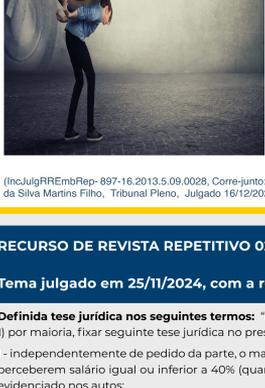 (IncJulgRREmbRep- 897-16.2013.5.09.0028, Corre-junto:
da Silva Martins Filho, Tribunal Pleno, Julgado 16/12/20
RECURSO DE REVISTA REPETITIVO 0
Tema julgado em 25/11/2024, com a r
Definida tese jurídica nos seguintes termos: "
I) por maioria, fixar seguinte tese jurídica no pres
- independentemente de pedido da parte, o ma
perceberem salário igual ou inferior a 40% (quar
evidenciado nos autos;